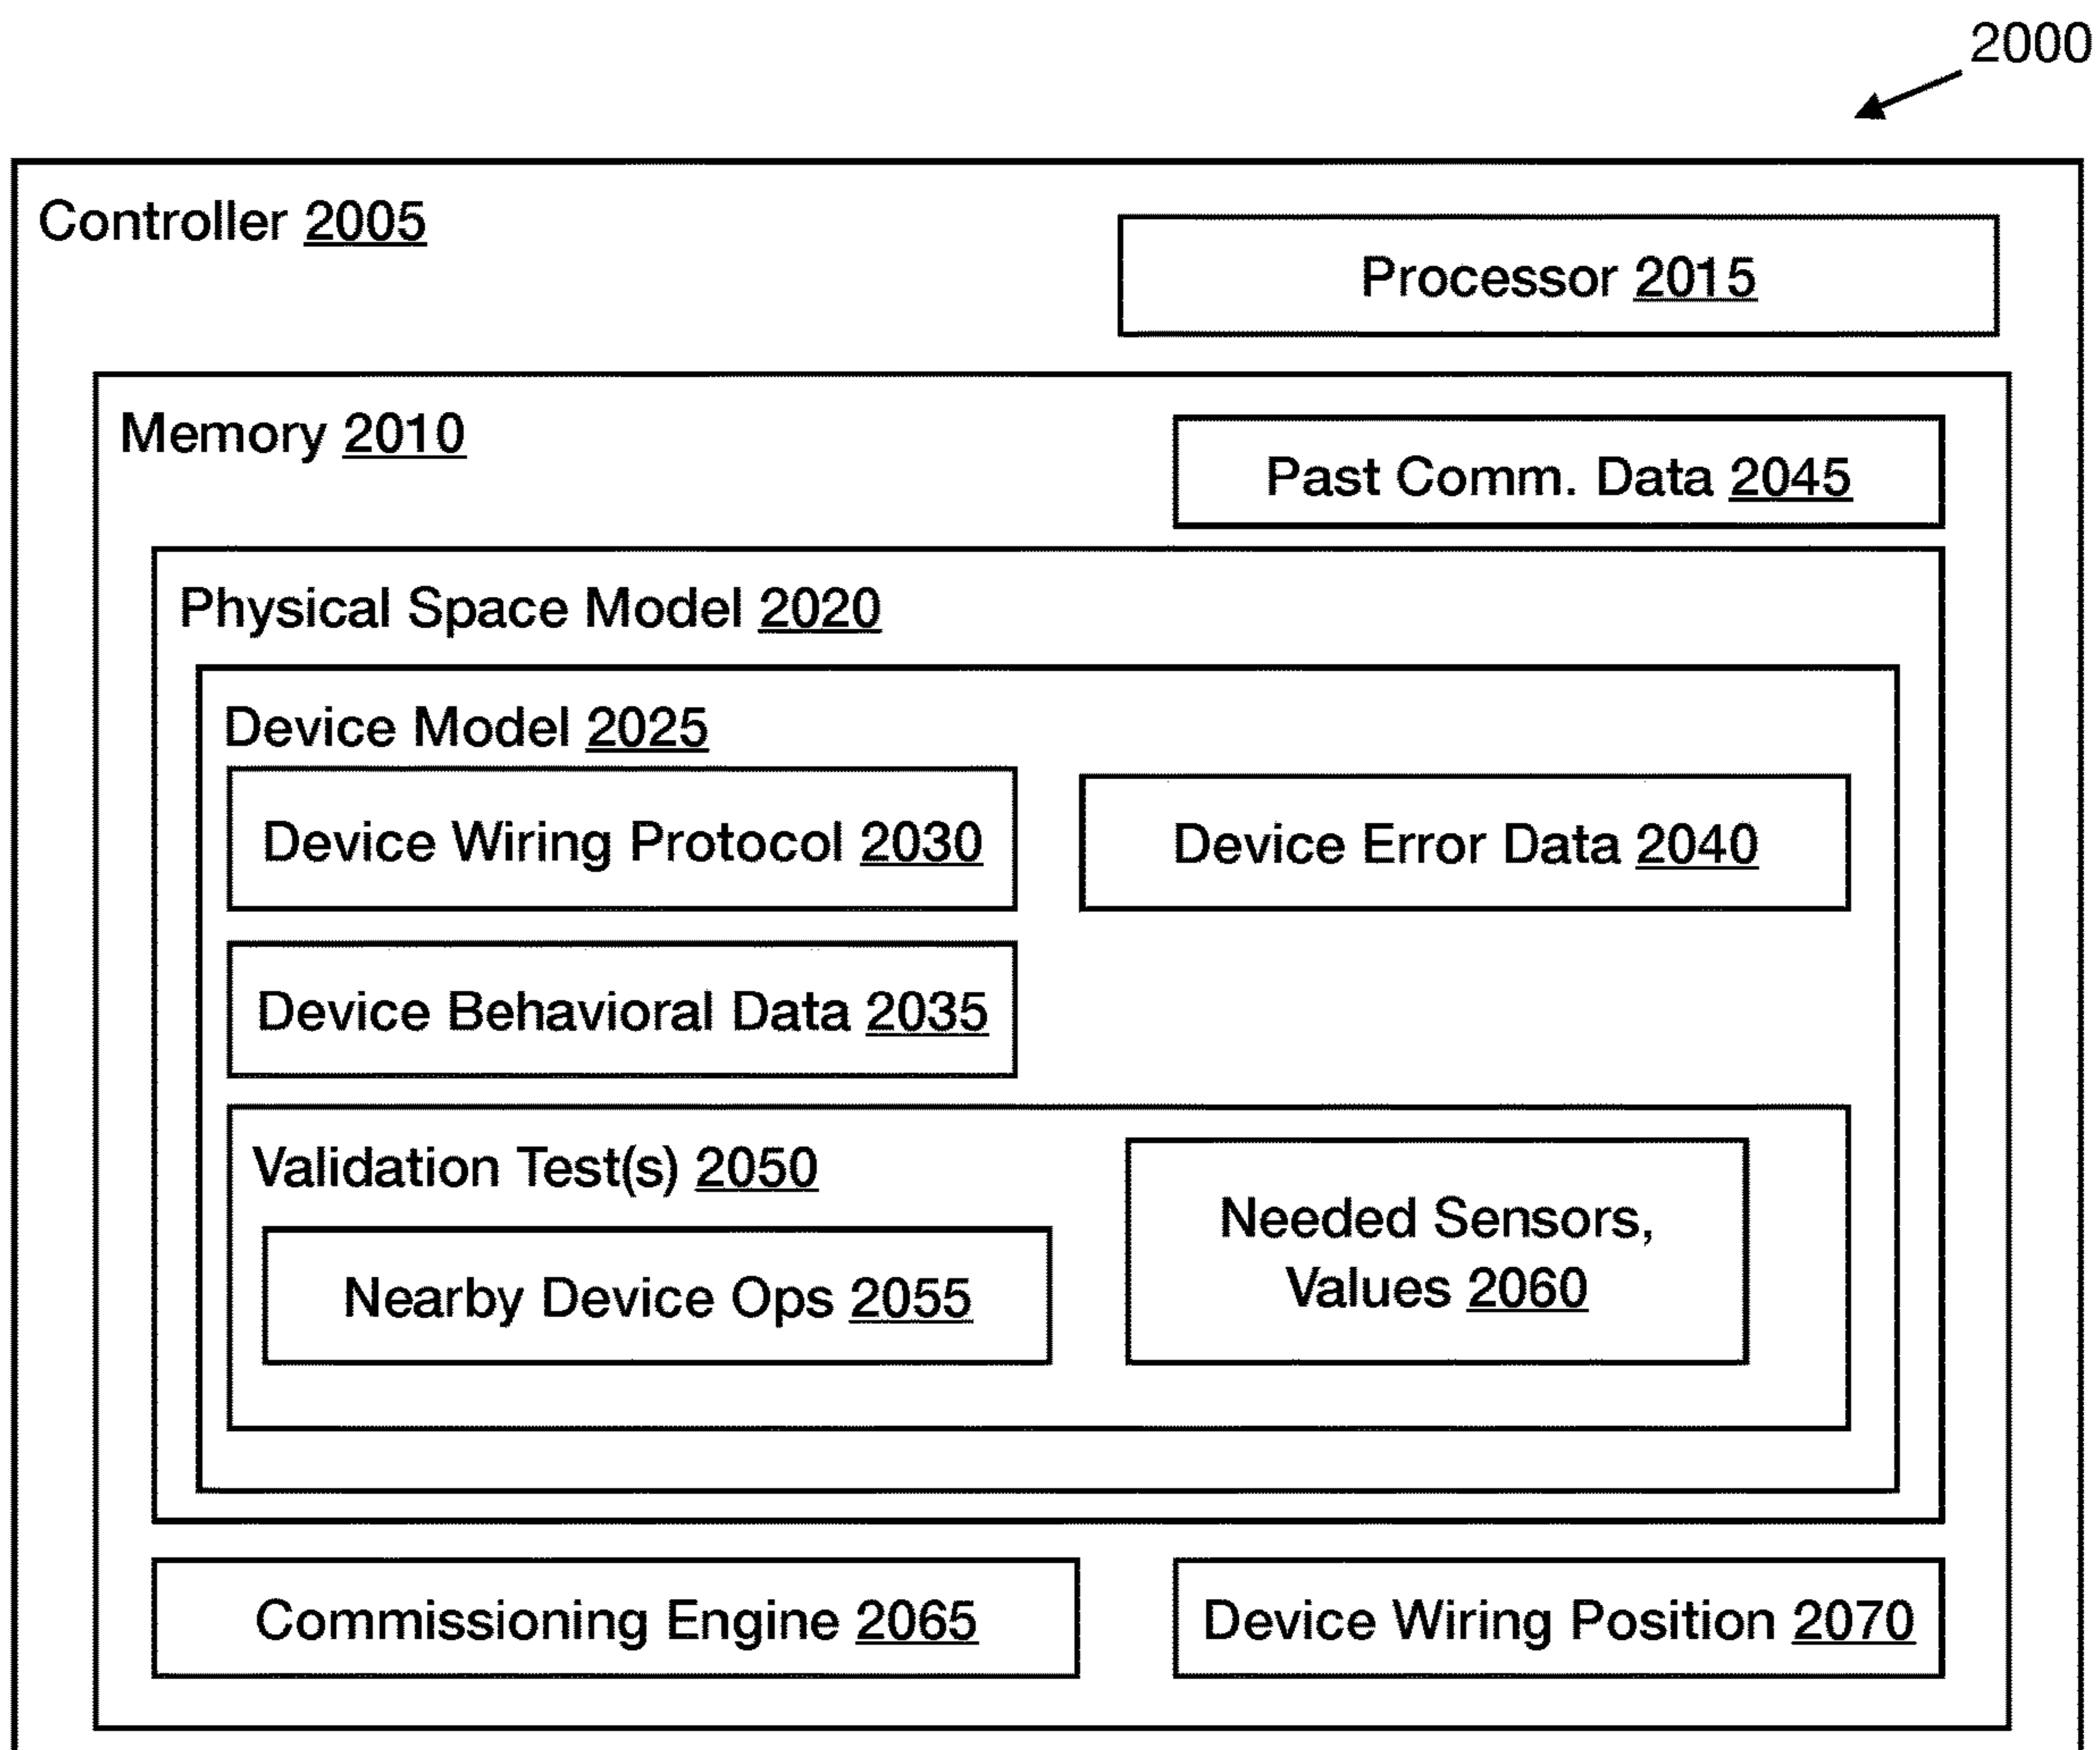 2000
Controller 2005
Processor 2015
Memory 2010
Past Comm. Data 2045
Physical Space Model 2020
Device Model 2025
Device Wiring Protocol 2030
Device Error Data 2040
Device Behavioral Data 2035
Validation Test(s) 2050
Needed Sensors,
Values 2060
Nearby Device Ops 2055
Commissioning Engine 2065
Device Wiring Position 2070